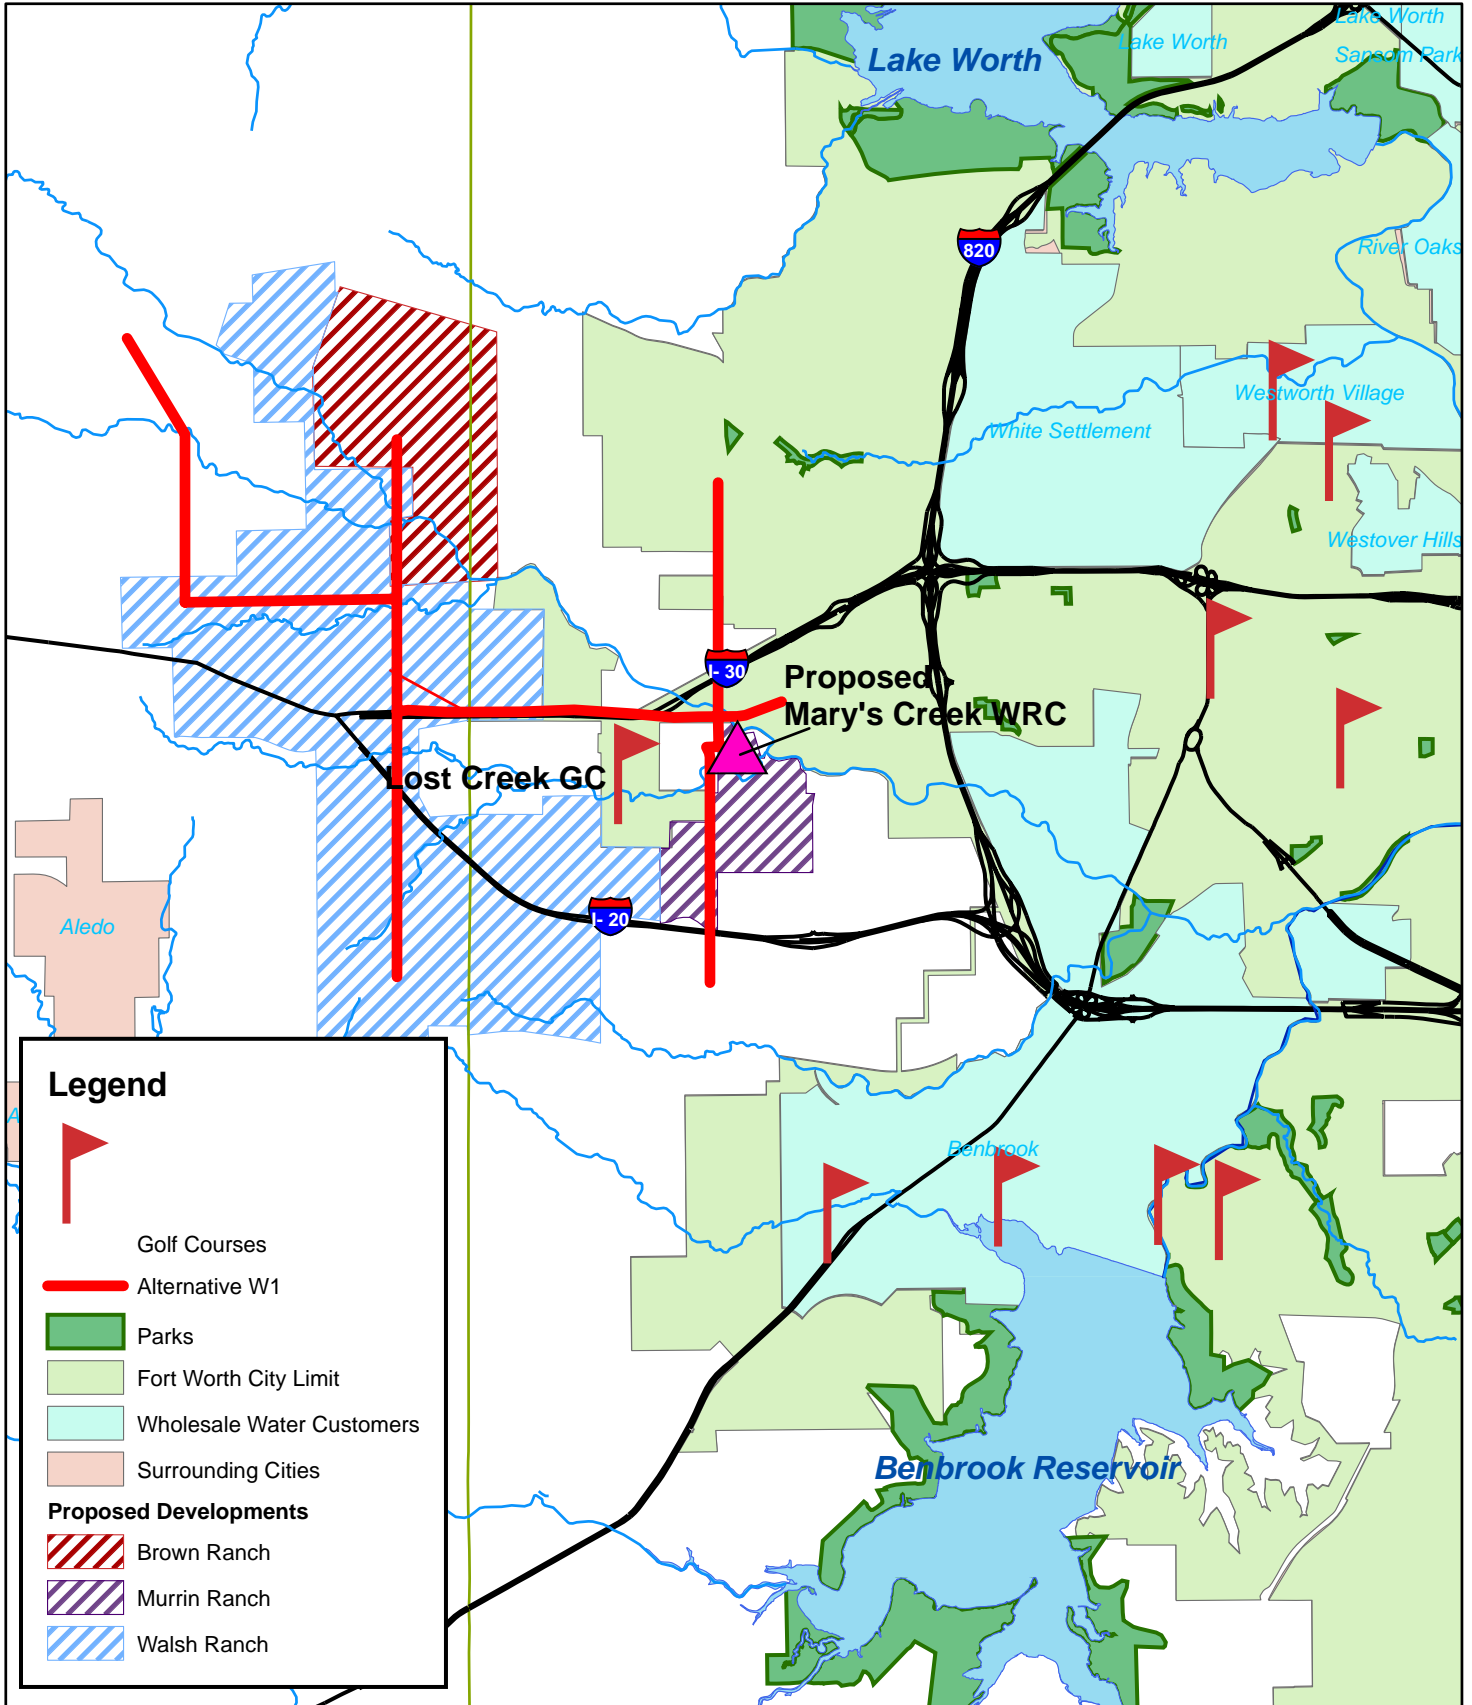 Lake Worth
Lake Worth
Lake Worth
Sansom Park
820
River Oaks
Westworth Village
White Settlement
Westover Hills
I- 30
Proposed
Mary's Creek WRC
Lost Creek GC
I- 20
Aledo
A
Benbrook
Benbrook Reservoir
Legend
Golf Courses
Alternative W1
Parks
Fort Worth City Limit
Wholesale Water Customers
Surrounding Cities
Proposed Developments
Brown Ranch
Murrin Ranch
Walsh Ranch